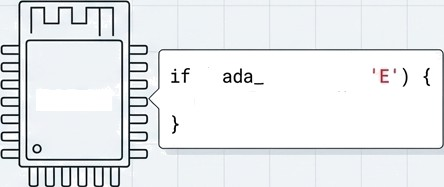 if ada_ 'E') {
}